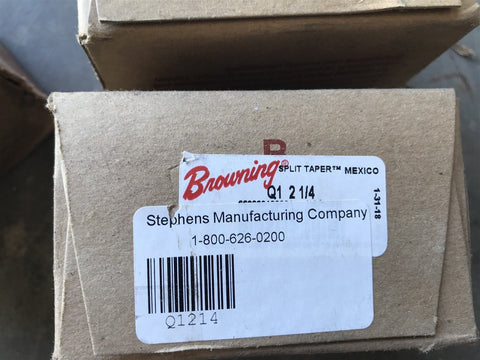 B
Browning® SPLIT TAPER™ MEXICO
Q1 2 1/4
1-31-18
Stephens Manufacturing Company
1-800-626-0200
Q1214